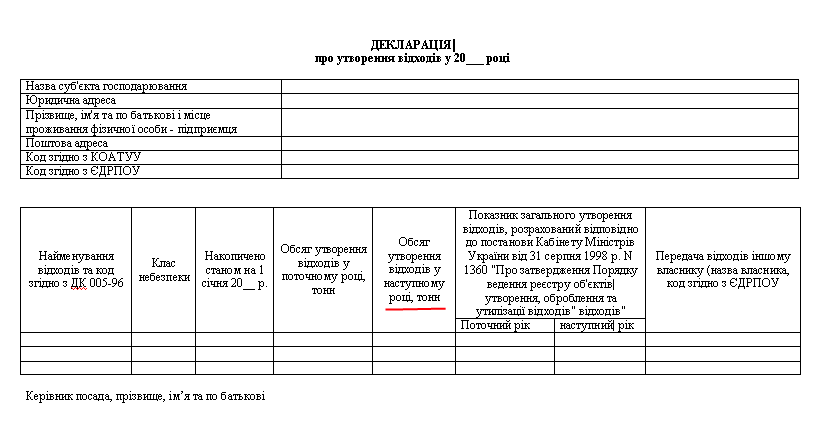 ДЕКЛАРАЦІЯ
про утворення відходів у 20___ році
Назва суб'єкта господарювання
Юридична адреса
Прізвище, ім'я та по батькові і місце
проживання фізичної особи - підприємця
Поштова адреса
Код згідно з КОАТУУ
Код згідно з ЄДРПОУ
Найменування
відходів та код
згідно з ДК 005-96
Клас
небезпеки
Накопичено
станом на 1
січня 20__ р.
Обсяг утворення
відходів у
поточному році,
тонн
Обсяг
утворення
відходів у
наступному
році, тонн
Показник загального утворення
відходів, розрахований відповідно
до постанови Кабінету Міністрів
України від 31 серпня 1998 р. N
1360 "Про затвердження Порядку
ведення реєстру об'єктів
утворення, оброблення та
утилізації відходів" відходів"
Поточний рік
наступний рік
Передача відходів іншому
власнику (назва власника,
код згідно з ЄДРПОУ
Керівник посада, прізвище, ім’я та по батькові